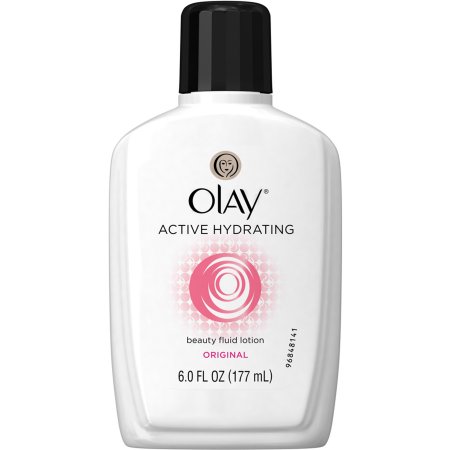 OLAY®
ACTIVE HYDRATING
beauty fluid lotion
ORIGINAL
6.0 FL OZ (177 mL)
96848141